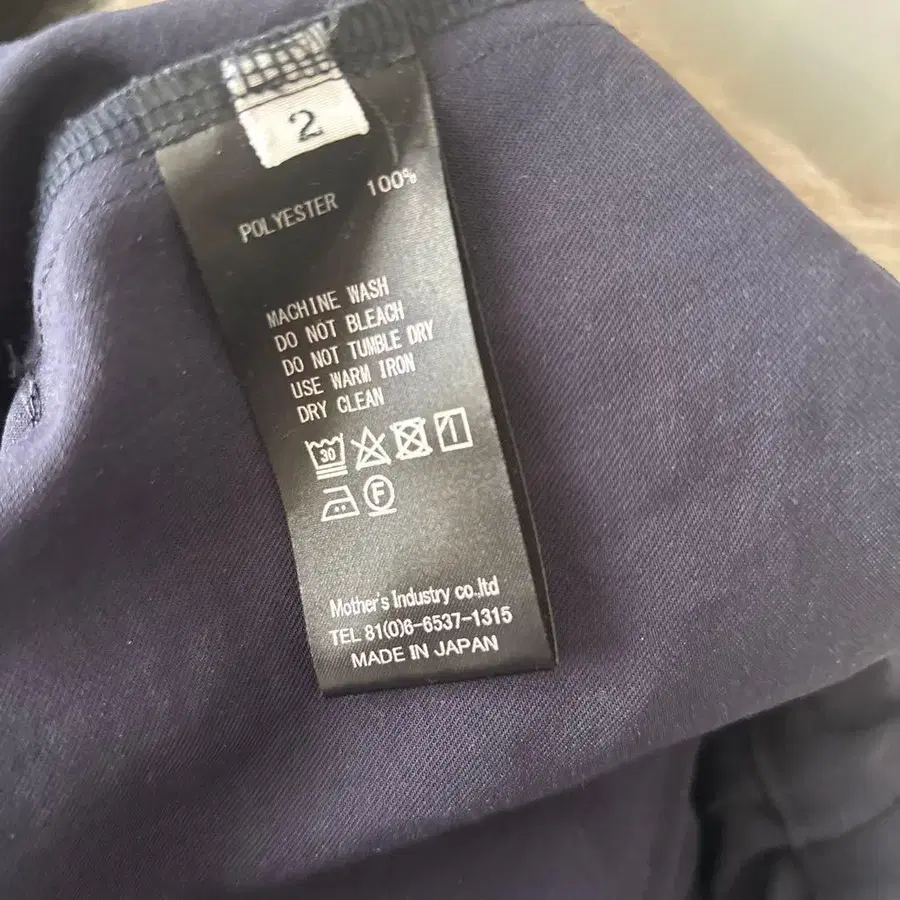 2
POLYESTER 100%
MACHINE WASH
DO NOT BLEACH
DO NOT TUMBLE DRY
USE WARM IRON
DRY CLEAN
30
F
Mother's Industry co.,ltd
TEL 81(0)6-6537-1315
MADE IN JAPAN